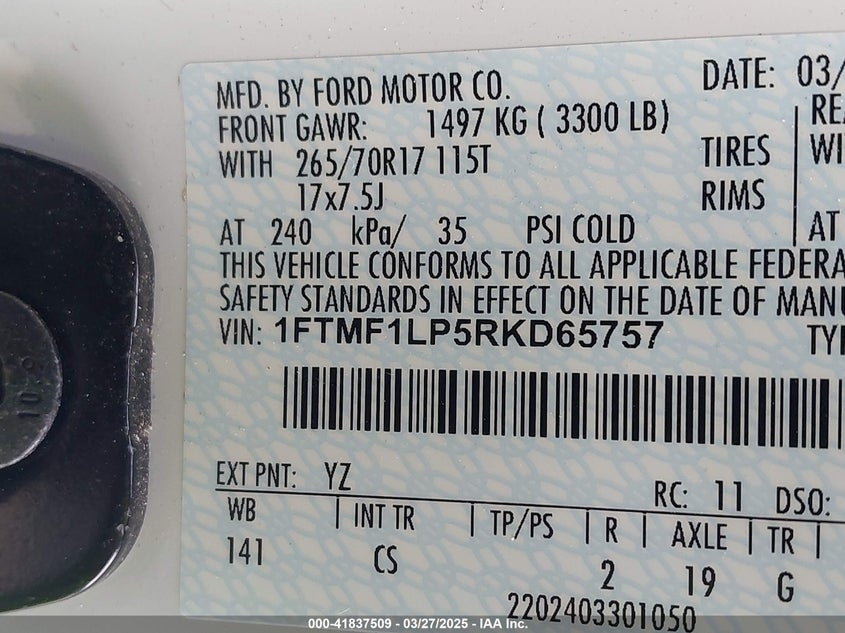 MFD. BY FORD MOTOR CO. DATE: 03/
FRONT GAWR: 1497 KG ( 3300 LB)
WITH 265/70R17 115T TIRES
17x7.5J RIMS
AT 240 kPa/ 35 PSI COLD AT
THIS VEHICLE CONFORMS TO ALL APPLICABLE
SAFETY STANDARDS IN EFFECT ON THE DATE OF
VIN: 1FTMF1LP5RKD65757
EXT PNT: YZ RC: 11 DSO:
WB | INT TR | TP/PS | R | AXLE | TR |
141 CS 2 19 G
2202403301050
10.9
000-41837509 — 03/27/2025 — IAA Inc.